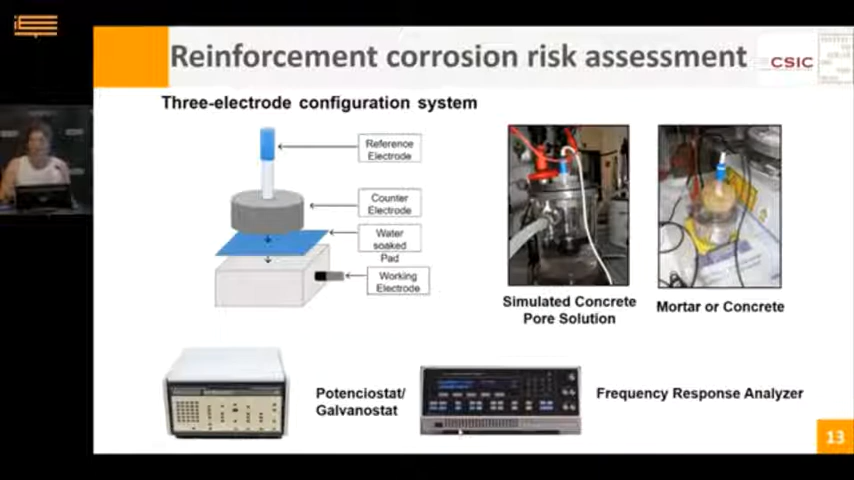 Reinforcement corrosion risk assessment
CSIC
Three-electrode configuration system
Reference
Electrode
Counter
Electrode
Water
soaked
Pad
Working
Electrode
Simulated Concrete
Pore Solution
Mortar or Concrete
Potenciostat/
Galvanostat
Frequency Response Analyzer
13